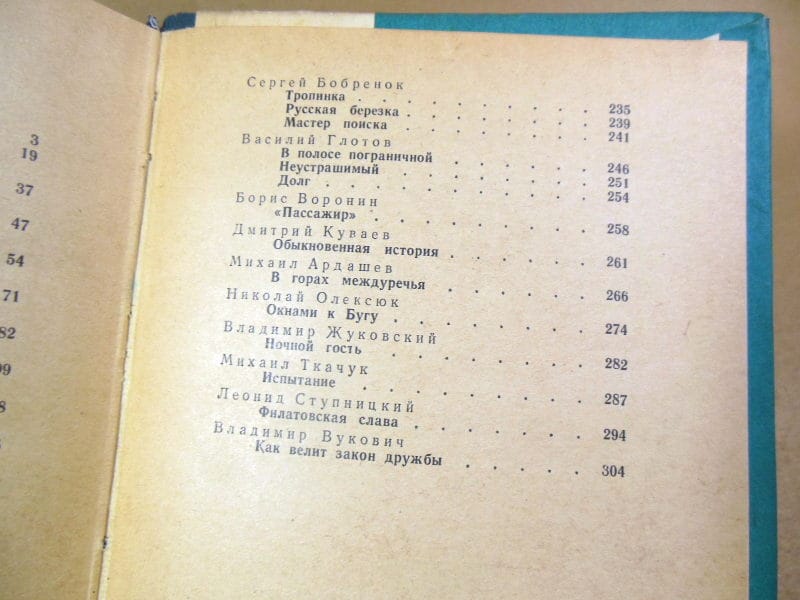 3
19
37
47
54
71
82
99
8
Сергей Бобренок
Тропинка . . . . . . . . . 235
Русская березка . . . . . . . 239
Мастер поиска . . . . . . . 241
Василий Глотов
В полосе пограничной . . . . . 246
Неустрашимый . . . . . . . 251
Долг . . . . . . . . . . 254
Борис Воронин
«Пассажир» . . . . . . . . 258
Дмитрий Куваев
Обыкновенная история . . . . . 261
Михаил Ардашев
В горах междуречья . . . . . 266
Николай Олексюк
Окнами к Бугу . . . . . . . 274
Владимир Жуковский
Ночной гость . . . . . . . 282
Михаил Ткачук
Испытание . . . . . . . . 287
Леонид Ступницкий
Филатовская слава . . . . . . 294
Владимир Вукович
Как велит закон дружбы . . . . 304